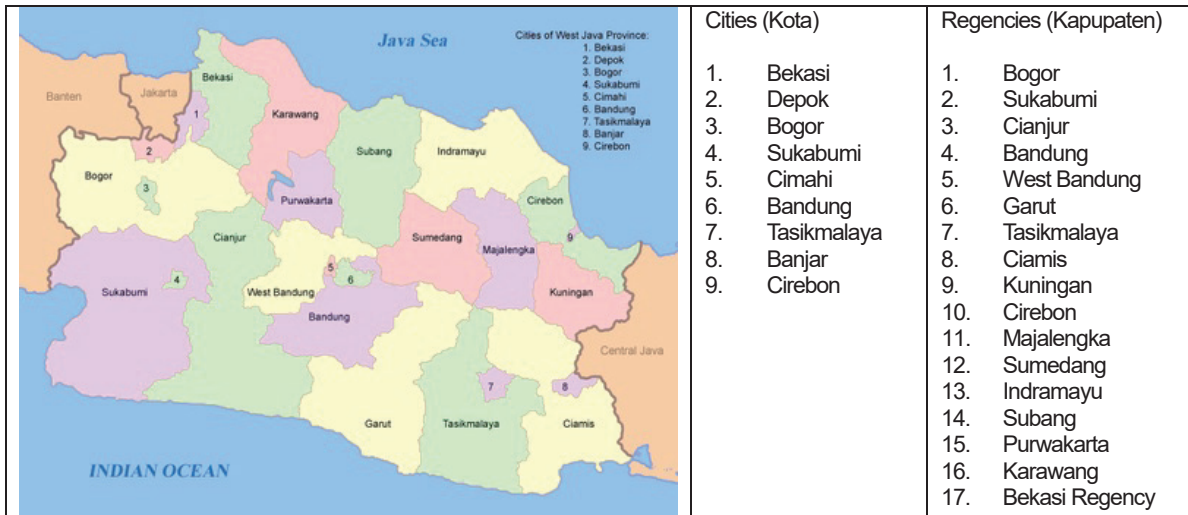 Java Sea
Cities of West Java Province:
1. Bekasi
2. Depok
3. Bogor
4. Sukabumi
5. Cimahi
6. Bandung
7. Tasikmalaya
8. Banjar
9. Cirebon
Banten
Jakarta
Bekasi
1
Karawang
2
Subang
Indramayu
Bogor
3
Purwakarta
Cirebon
9
Cianjur
Sumedang
Majalengka
Sukabumi
4
5
6
West Bandung
Kuningan
Bandung
Central Java
7
8
Garut
Tasikmalaya
Ciamis
INDIAN OCEAN
Cities (Kota)
1. Bekasi
2. Depok
3. Bogor
4. Sukabumi
5. Cimahi
6. Bandung
7. Tasikmalaya
8. Banjar
9. Cirebon
Regencies (Kapupaten)
1. Bogor
2. Sukabumi
3. Cianjur
4. Bandung
5. West Bandung
6. Garut
7. Tasikmalaya
8. Ciamis
9. Kuningan
10. Cirebon
11. Majalengka
12. Sumedang
13. Indramayu
14. Subang
15. Purwakarta
16. Karawang
17. Bekasi Regency